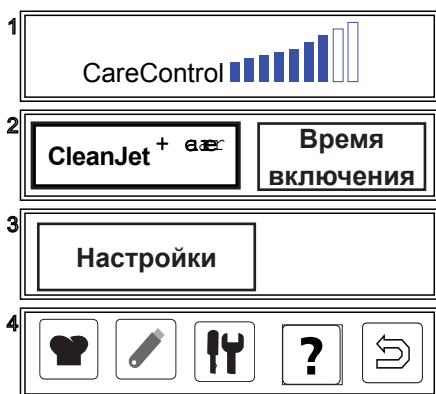 1
CareControl
2
CleanJet +
Время
включения
3
Настройки
4
?